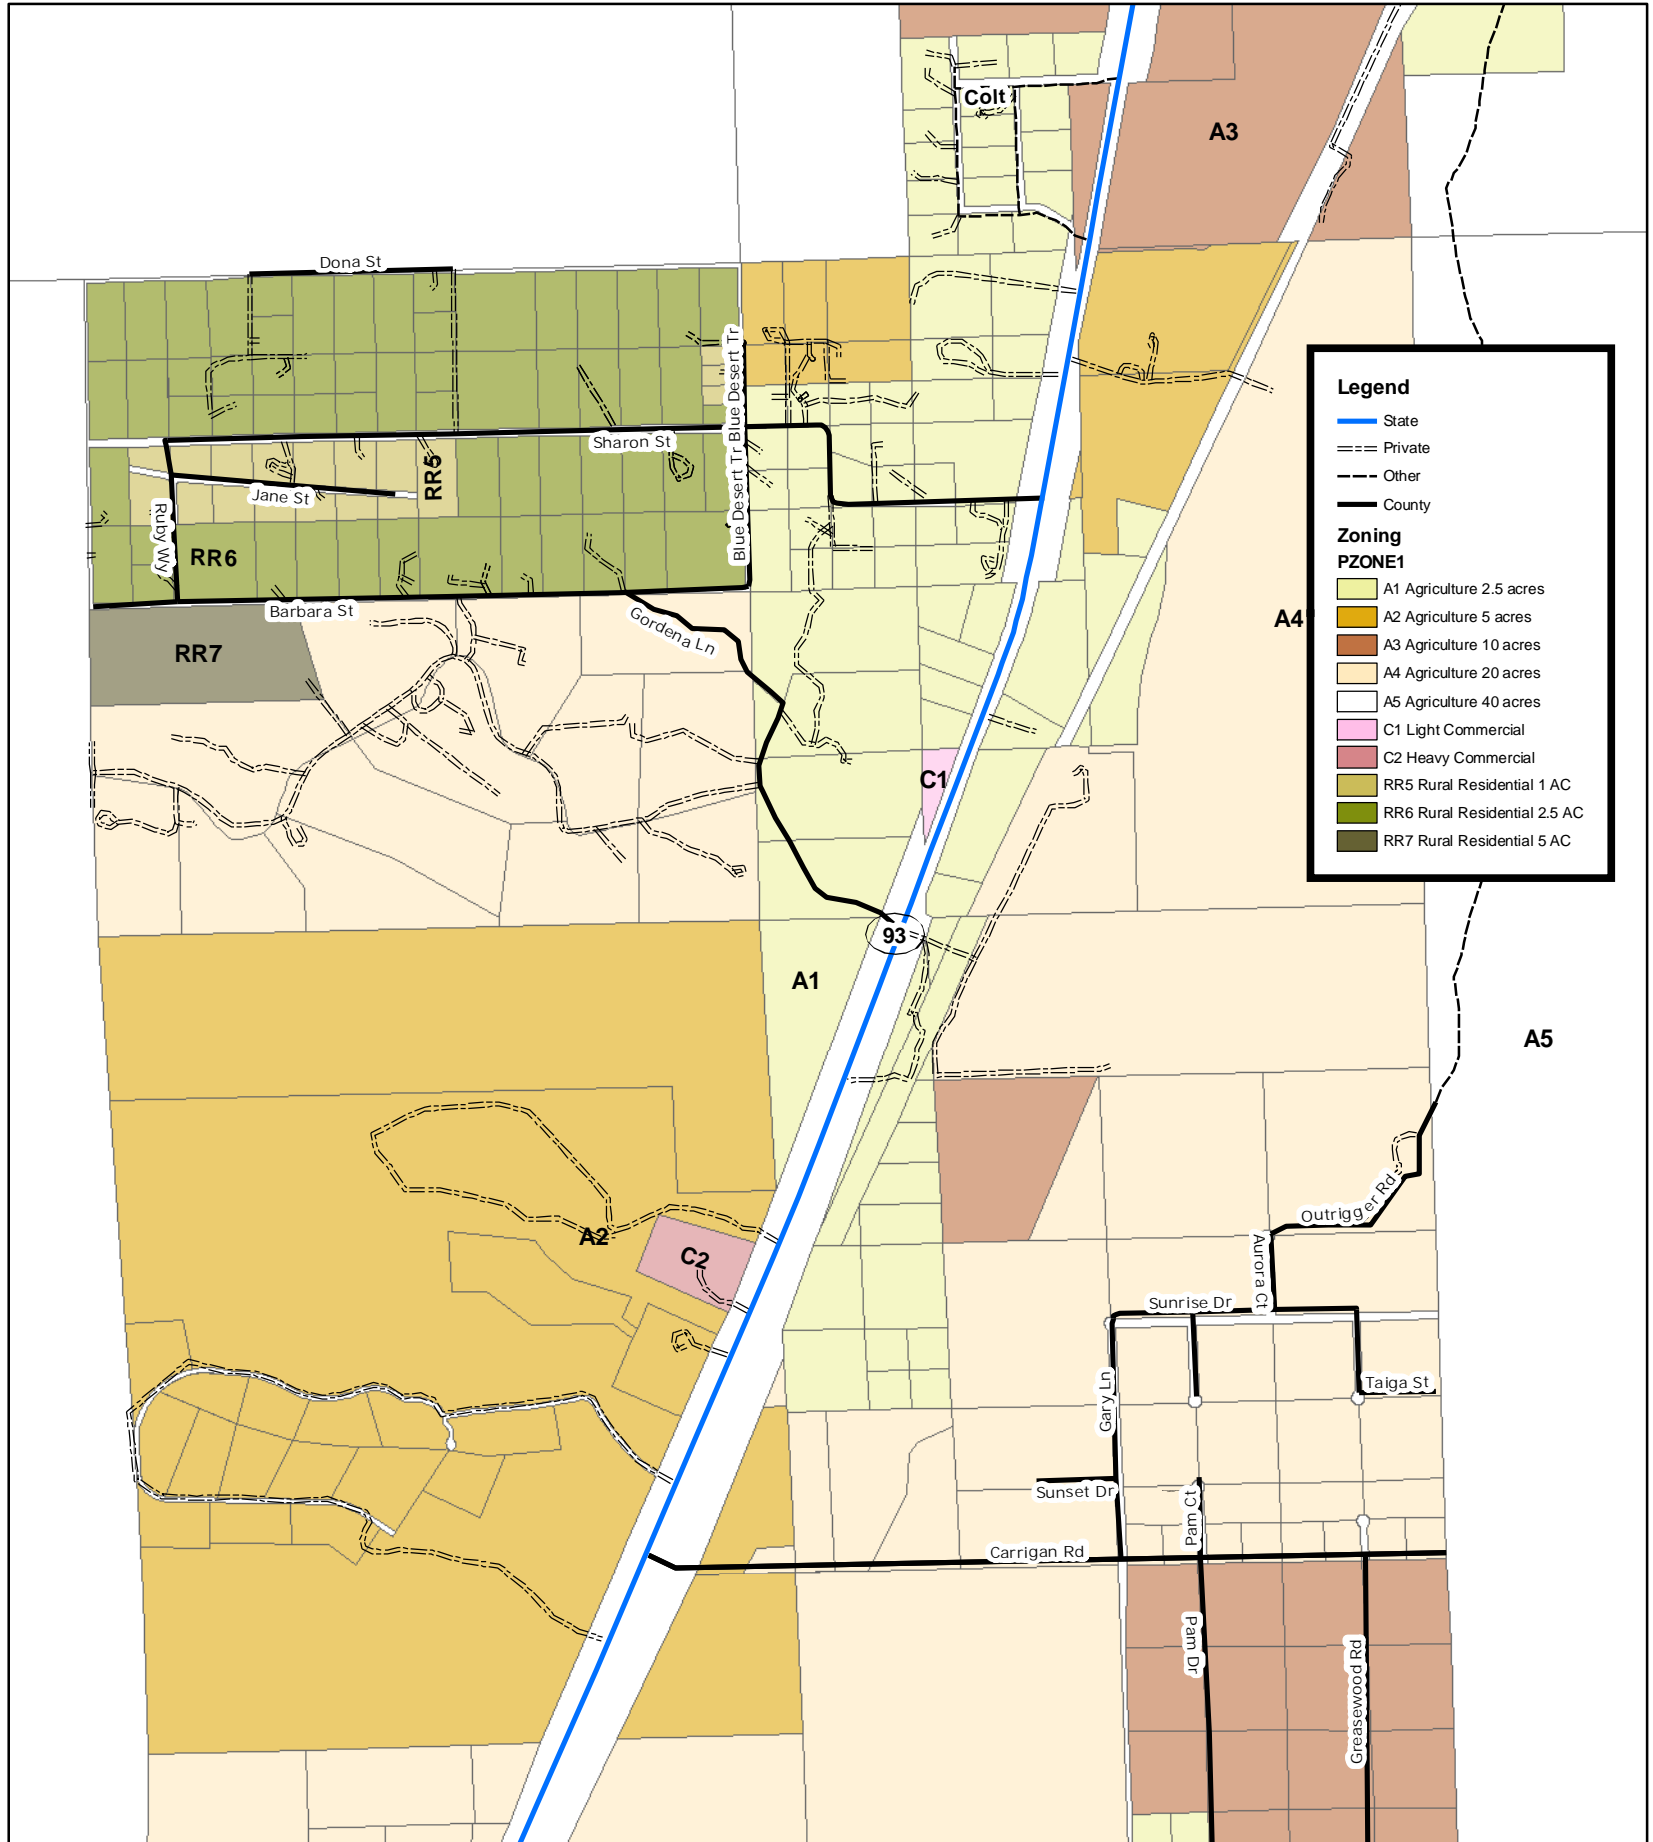 Colt
A3
Dona St
Blue Desert Tr
Blue Desert Tr
Sharon St
RR5
Jane St
Ruby Wy
RR6
Barbara St
Gordena Ln
RR7
A4
C1
93
A1
A5
A2
C2
Outrigger Rd
Aurora Ct
Sunrise Dr
Taiga St
Gary Ln
Sunset Dr
Pam Ct
Carrigan Rd
Pam Dr
Greasewood Rd
Legend
State
Private
Other
County
Zoning
PZONE1
A1 Agriculture 2.5 acres
A2 Agriculture 5 acres
A3 Agriculture 10 acres
A4 Agriculture 20 acres
A5 Agriculture 40 acres
C1 Light Commercial
C2 Heavy Commercial
RR5 Rural Residential 1 AC
RR6 Rural Residential 2.5 AC
RR7 Rural Residential 5 AC